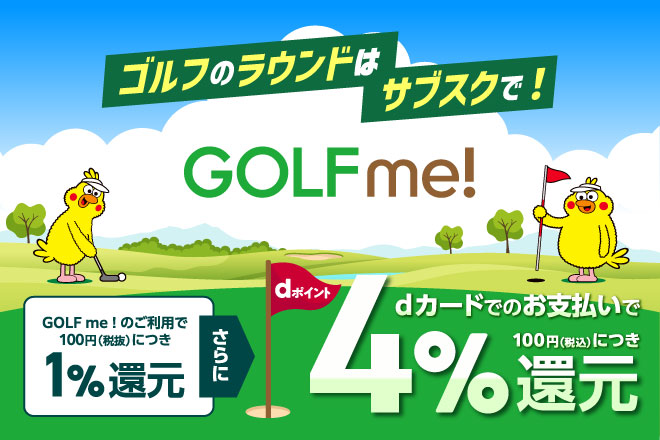 ゴルフのラウンドは
サブスクで!
GOLF me!
GOLF me!のご利用で
100円(税抜)につき
1%還元
さらに
dポイント
dカードでのお支払いで
100円(税込)につき
4%還元